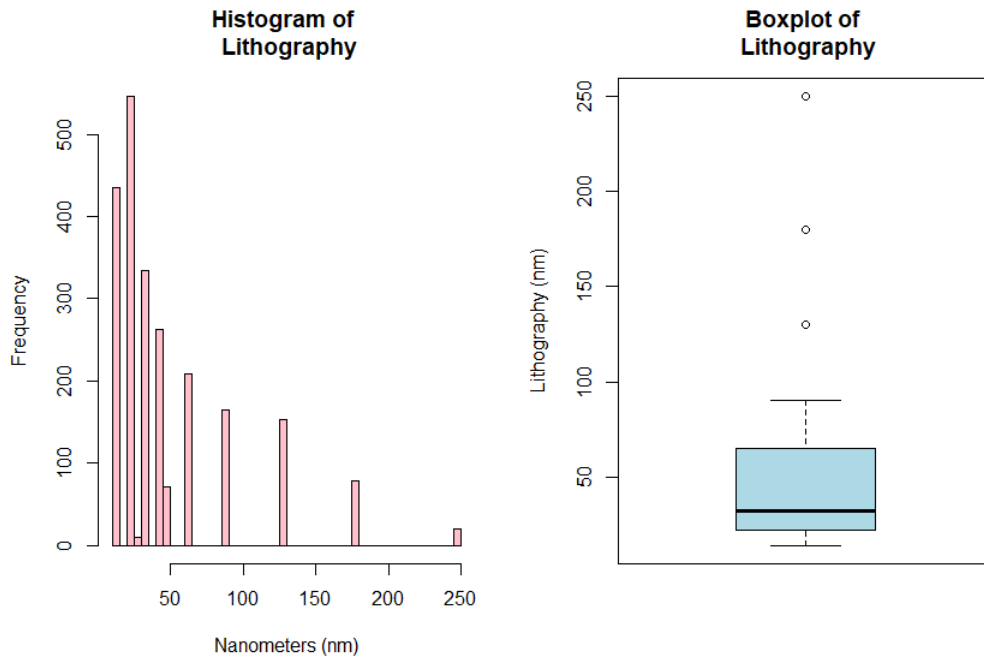 Histogram of
Lithography
Frequency
0
100
200
300
400
500
50
100
150
200
250
Nanometers (nm)
Boxplot of
Lithography
Lithography (nm)
50
100
150
200
250